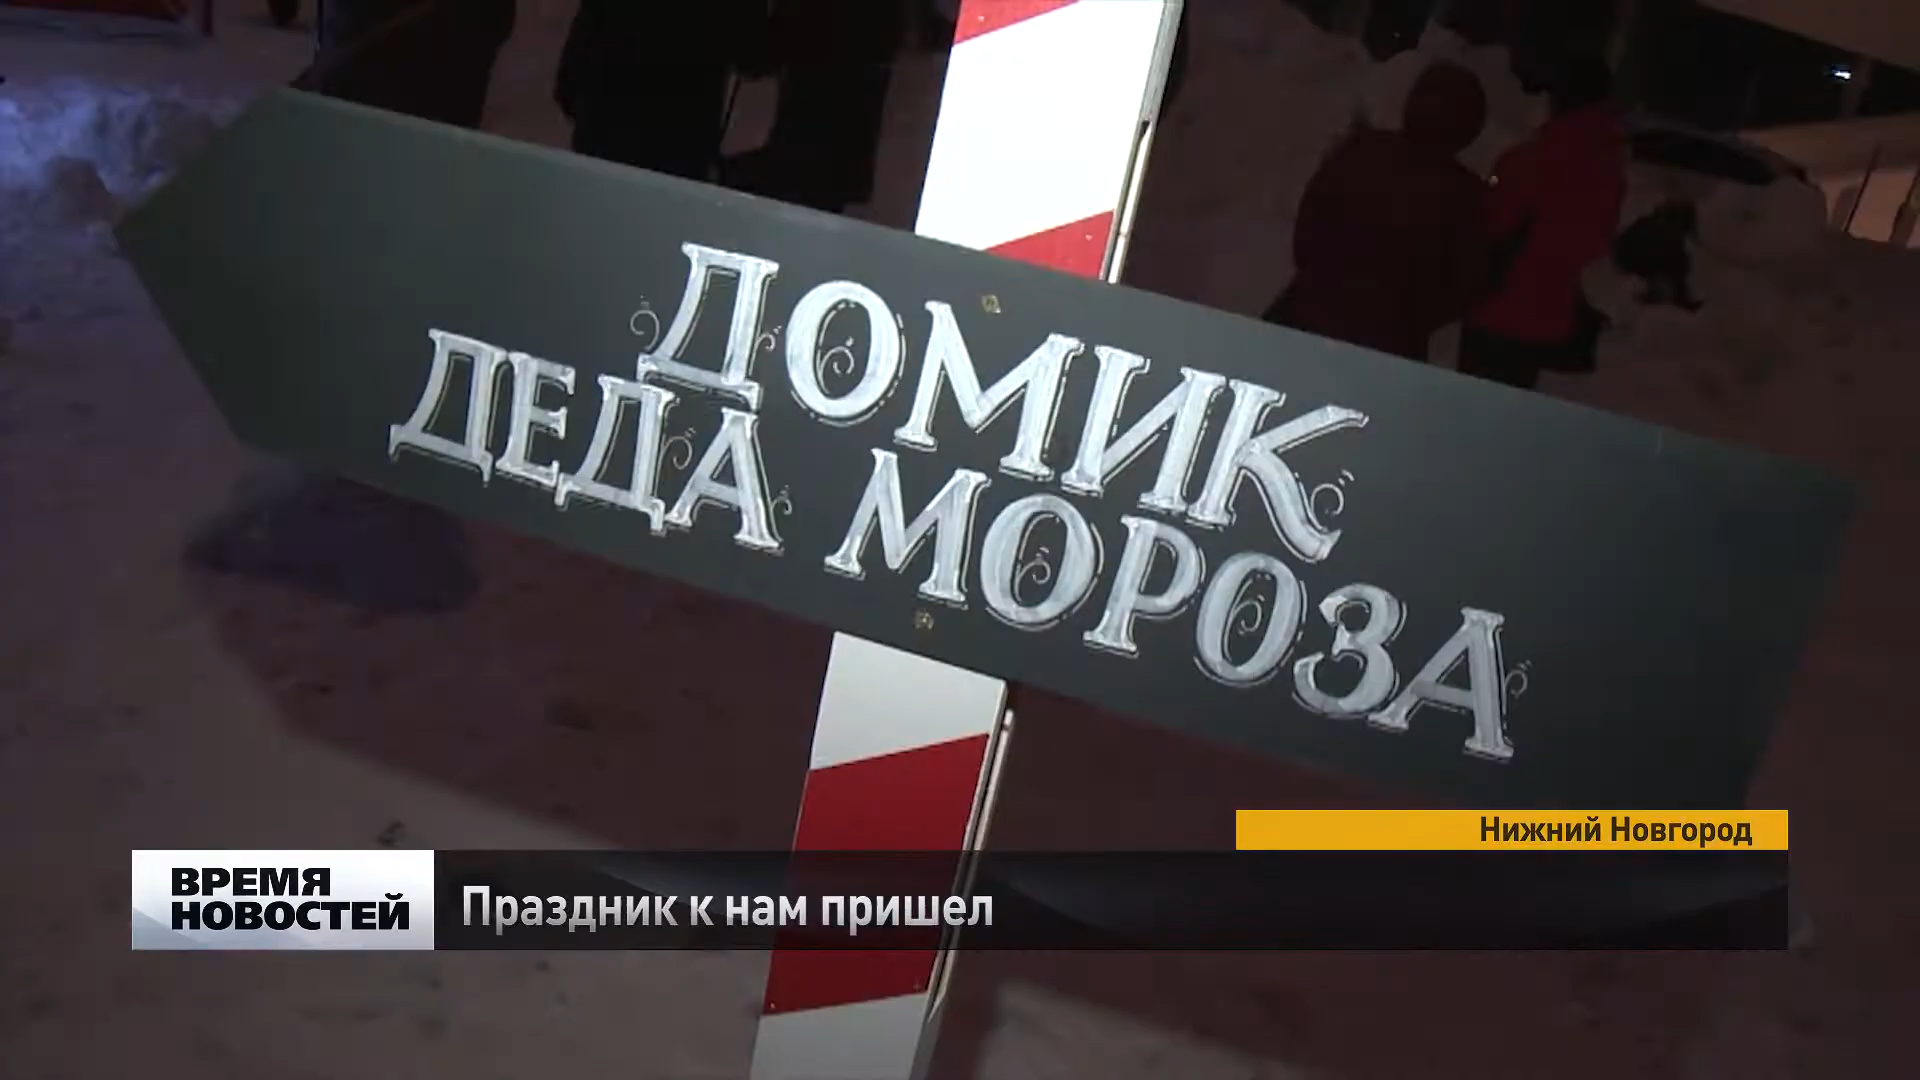 ДОМИК
ДЕДА МОРОЗА
Нижний Новгород
ВРЕМЯ
НОВОСТЕЙ
Праздник к нам пришел